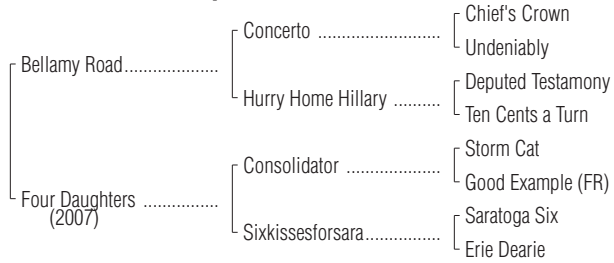 Chief's Crown
Concerto ........................
Undeniably
Bellamy Road...................
Deputed Testamony
Hurry Home Hillary ..........
Ten Cents a Turn
Storm Cat
Consolidator ....................
Good Example (FR)
Four Daughters ................
(2007)
Saratoga Six
Sixkissesforsara................
Erie Dearie